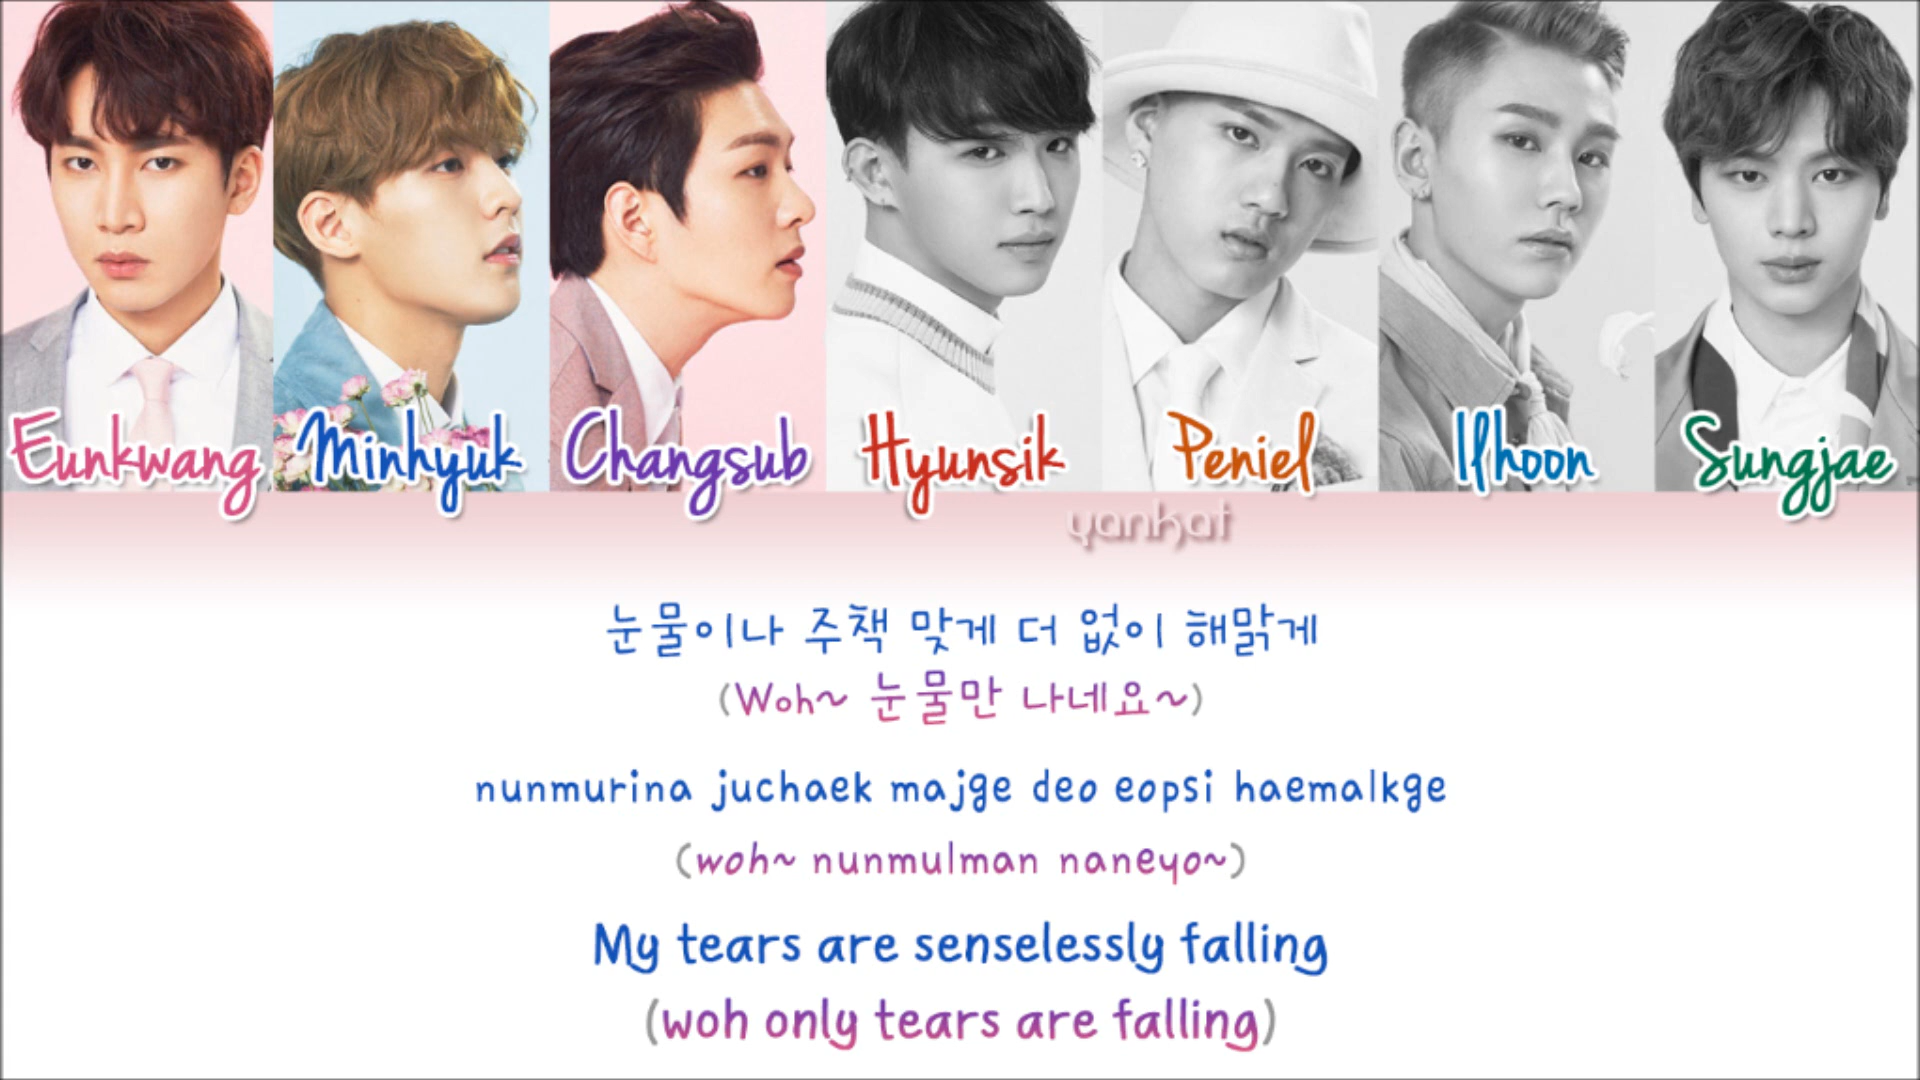 Eunkwang Minhyuk Changsub Hyunsik Peniel Ilhoon Sungjae
yankat
눈물이나 주책 맞게 더 없이 해맑게
(Woh~ 눈물만 나네요~)
nunmurina juchaek majge deo eopsi haemalkge
(woh~ nunmulman naneyo~)
My tears are senselessly falling
(woh only tears are falling)